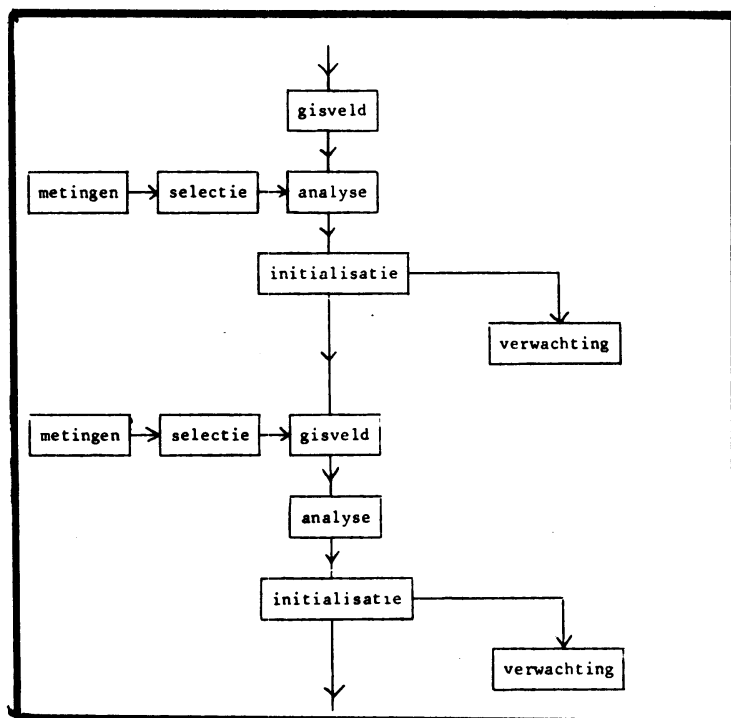 gisveld
metingen selectie analyse
initialisatie
verwachting
metingen selectie gisveld
analyse
initialisatie
verwachting